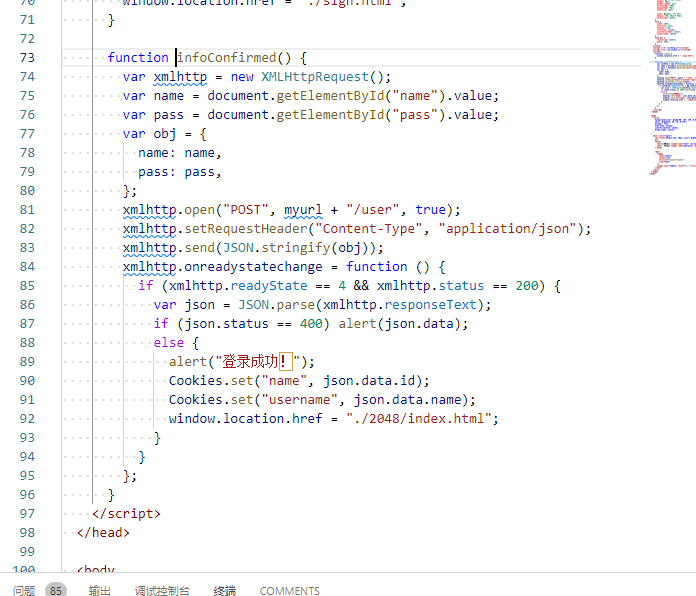 70 window.location.href = "./sign.html";
71 }
72
73 function infoConfirmed() {
74 var xmlhttp = new XMLHttpRequest();
75 var name = document.getElementById("name").value;
76 var pass = document.getElementById("pass").value;
77 var obj = {
78 name: name,
79 pass: pass,
80 };
81 xmlhttp.open("POST", myurl + "/user", true);
82 xmlhttp.setRequestHeader("Content-Type", "application/json");
83 xmlhttp.send(JSON.stringify(obj));
84 xmlhttp.onreadystatechange = function () {
85 if (xmlhttp.readyState == 4 && xmlhttp.status == 200) {
86 var json = JSON.parse(xmlhttp.responseText);
87 if (json.status == 400) alert(json.data);
88 else {
89 alert("登录成功！");
90 Cookies.set("name", json.data.id);
91 Cookies.set("username", json.data.name);
92 window.location.href = "./2048/index.html";
93 }
94 }
95 };
96 }
97 </script>
98 </head>
99
100 <body
问题 85 输出 调试控制台 终端 COMMENTS